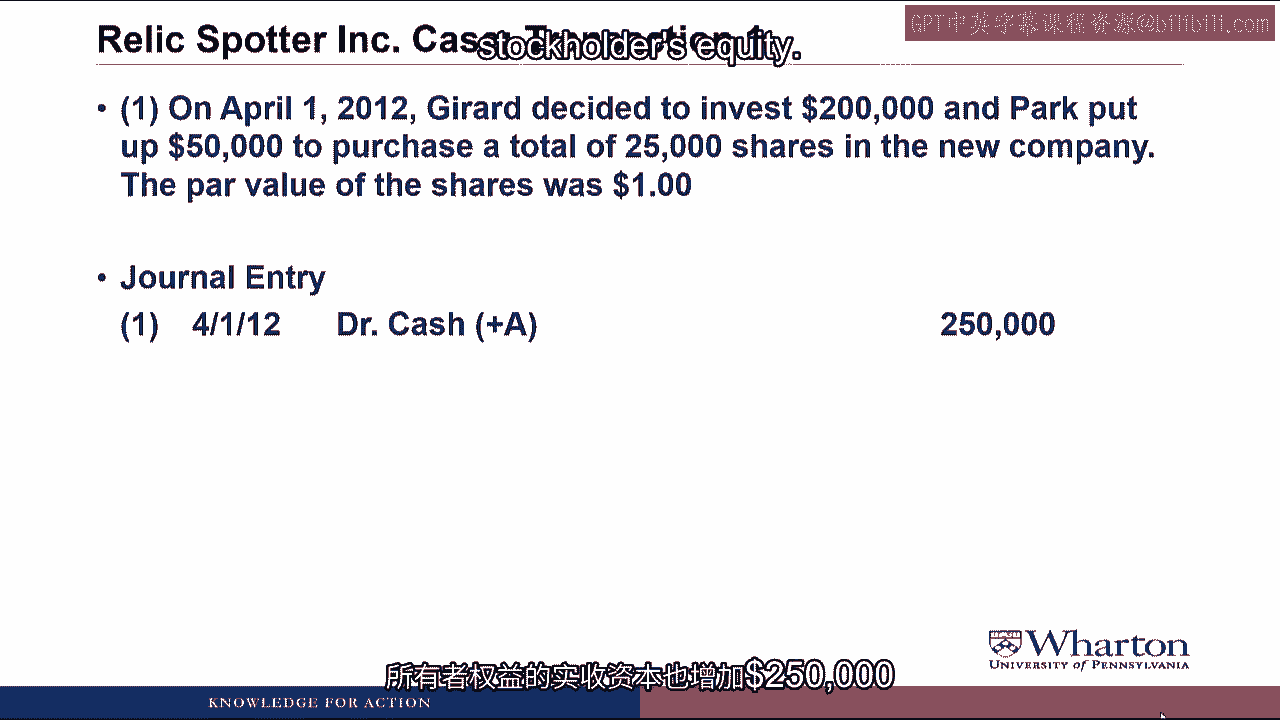 GPT中英字幕课程资源@bilibili.com
Relic Spotter Inc. Case: Transaction 1
stockholder's equity.
• (1) On April 1, 2012, Girard decided to invest $200,000 and Park put
up $50,000 to purchase a total of 25,000 shares in the new company.
The par value of the shares was $1.00
• Journal Entry
(1) 4/1/12 Dr. Cash (+A) 250,000
Wharton
UNIVERSITY of PENNSYLVANIA
所有者权益的实收资本也增加$250,000
KNOWLEDGE FOR ACTION